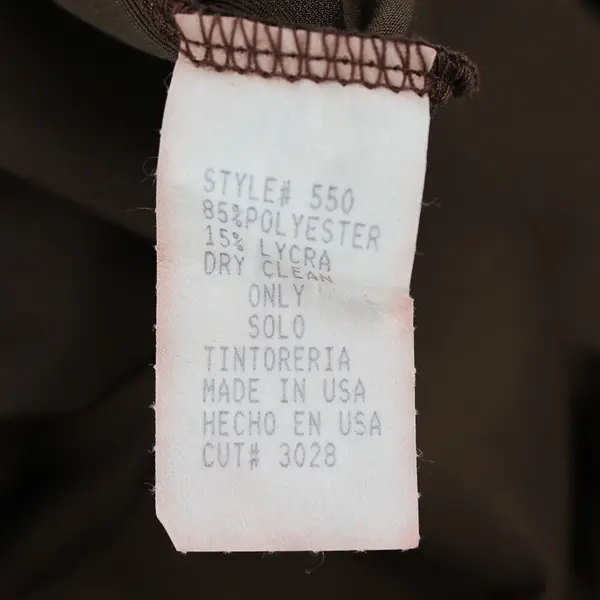 STYLE# 550
85%POLYESTER
15% LYCRA
DRY CLEAN
ONLY
SOLO
TINTORERIA
MADE IN USA
HECHO EN USA
CUT# 3028